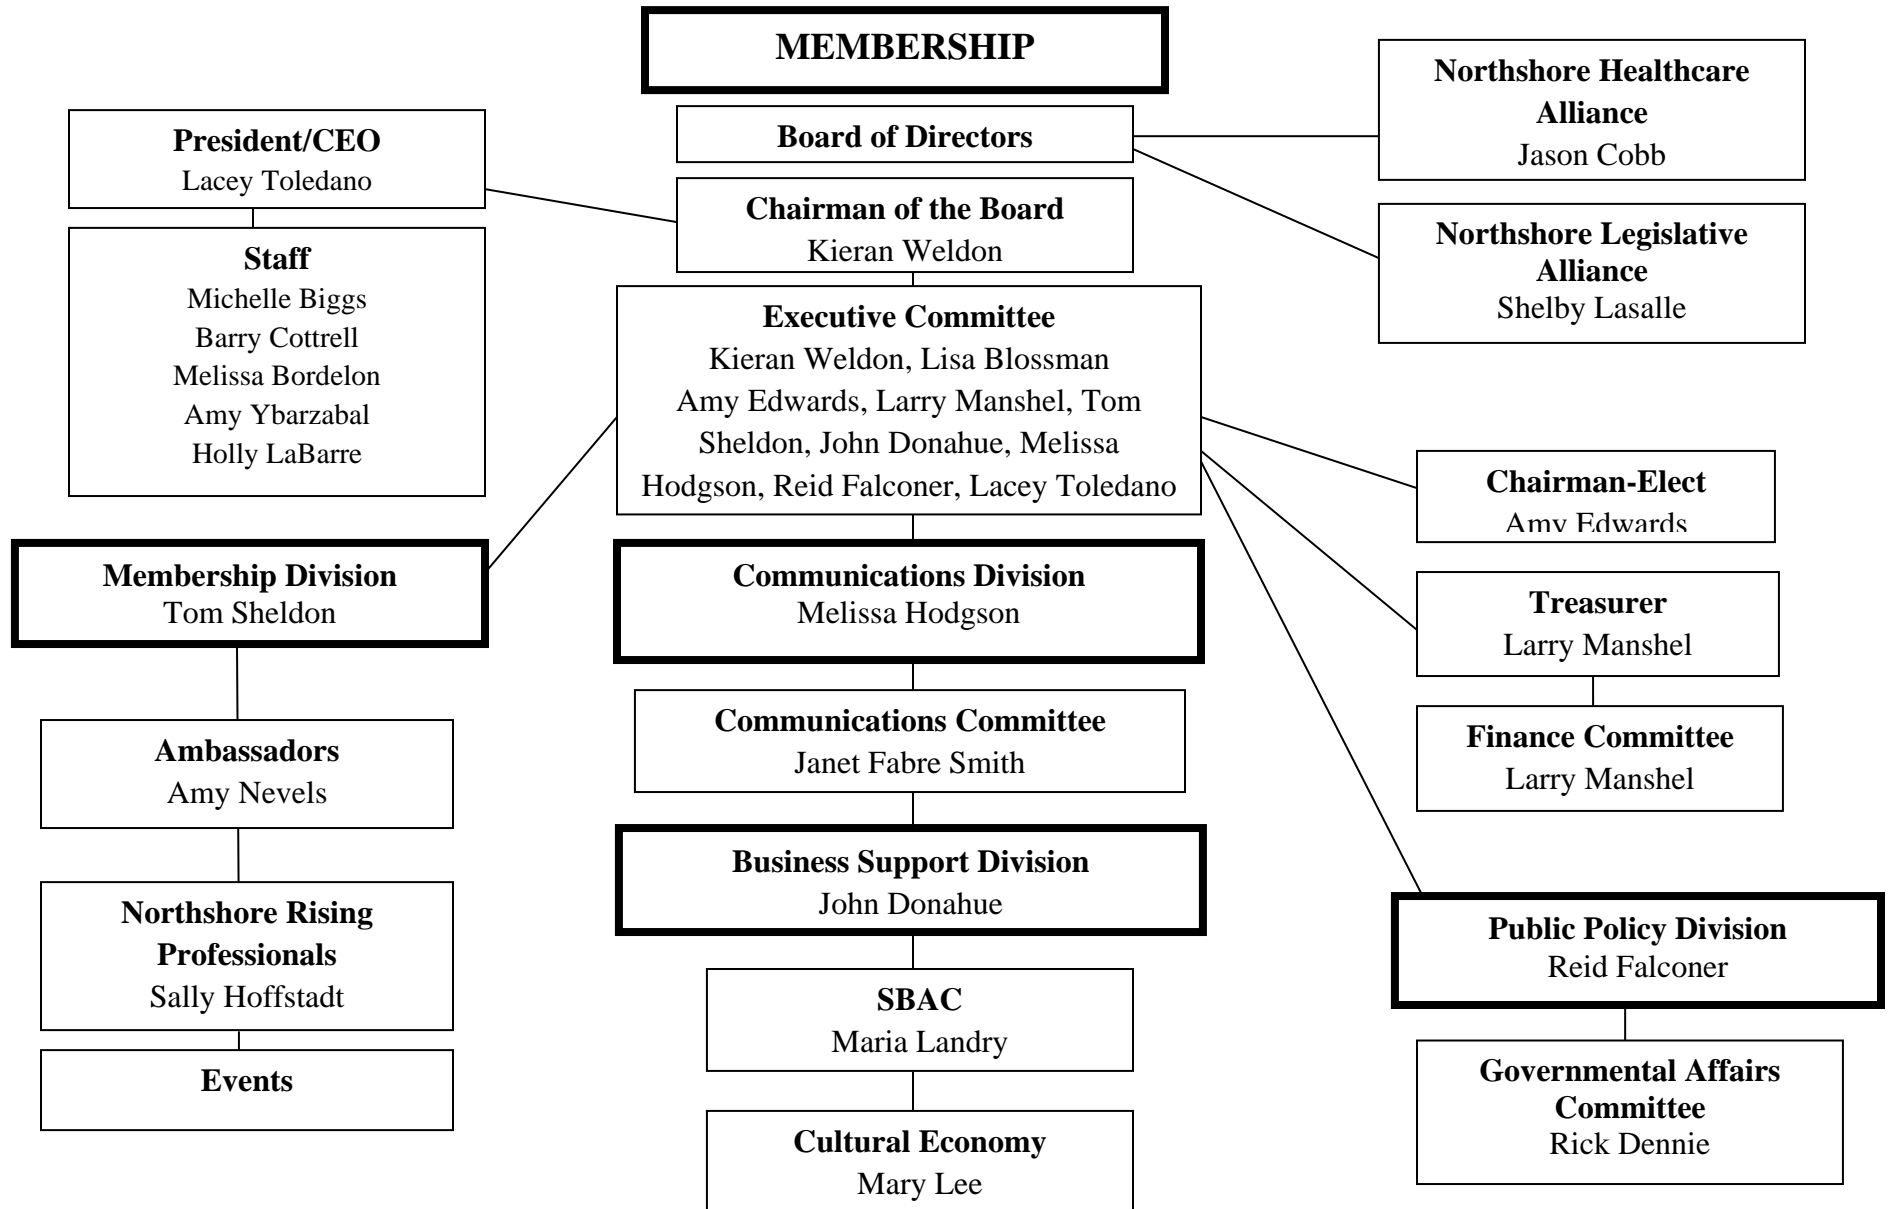 MEMBERSHIP
Board of Directors
Northshore Healthcare
Alliance
Jason Cobb
President/CEO
Lacey Toledano
Chairman of the Board
Kieran Weldon
Northshore Legislative
Alliance
Shelby Lasalle
Staff
Michelle Biggs
Barry Cottrell
Melissa Bordelon
Amy Ybarzabal
Holly LaBarre
Executive Committee
Kieran Weldon, Lisa Blossman
Amy Edwards, Larry Manshel, Tom
Sheldon, John Donahue, Melissa
Hodgson, Reid Falconer, Lacey Toledano
Chairman-Elect
Amy Edwards
Membership Division
Tom Sheldon
Communications Division
Melissa Hodgson
Treasurer
Larry Manshel
Ambassadors
Amy Nevels
Communications Committee
Janet Fabre Smith
Finance Committee
Larry Manshel
Northshore Rising
Professionals
Sally Hoffstadt
Business Support Division
John Donahue
Public Policy Division
Reid Falconer
Events
SBAC
Maria Landry
Governmental Affairs
Committee
Rick Dennie
Cultural Economy
Mary Lee